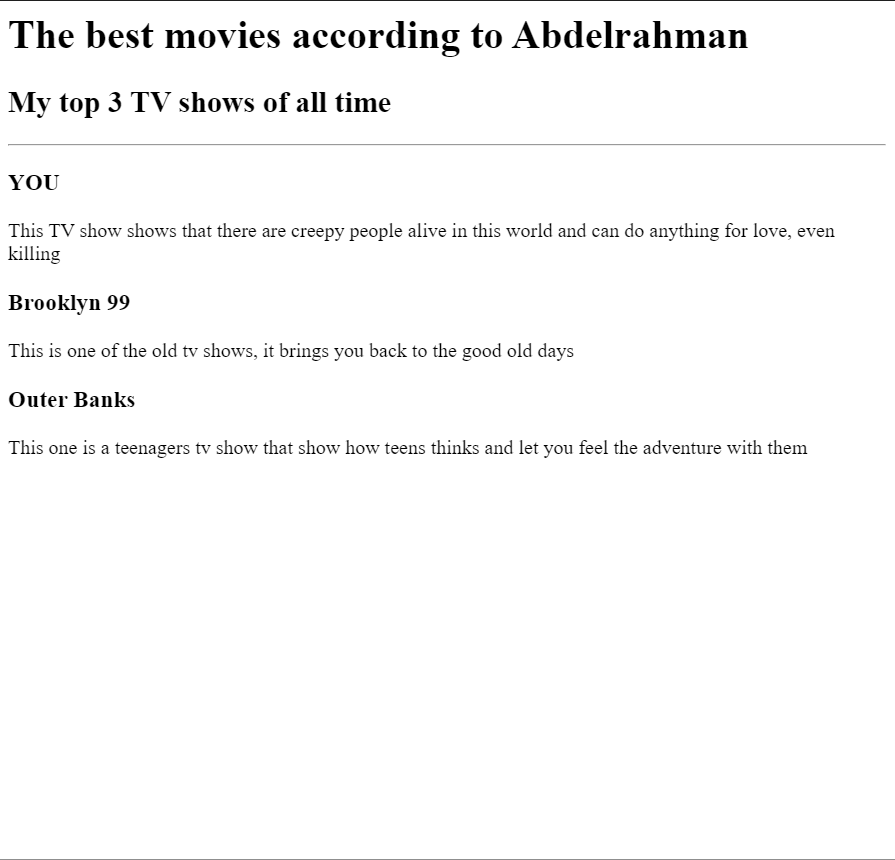 The best movies according to Abdelrahman
My top 3 TV shows of all time
YOU
This TV show shows that there are creepy people alive in this world and can do anything for love, even
killing
Brooklyn 99
This is one of the old tv shows, it brings you back to the good old days
Outer Banks
This one is a teenagers tv show that show how teens thinks and let you feel the adventure with them